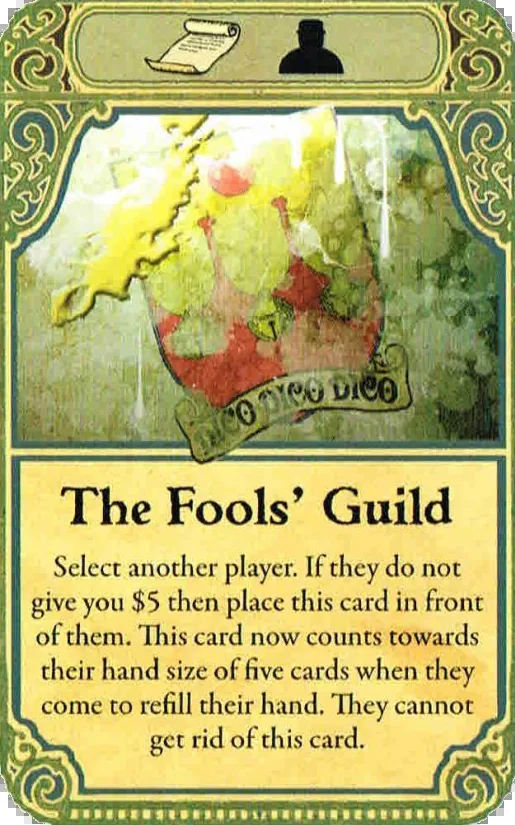 DICO DICO DICO
The Fools' Guild
Select another player. If they do not
give you $5 then place this card in front
of them. This card now counts towards
their hand size of five cards when they
come to refill their hand. They cannot
get rid of this card.